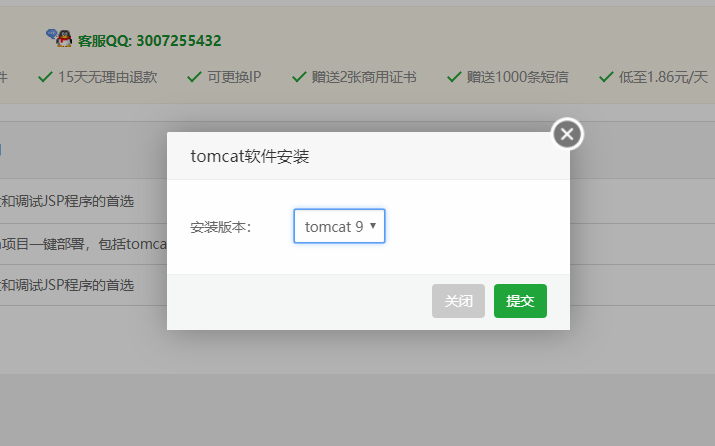 客服QQ: 3007255432
件 15天无理由退款 可更换IP 赠送2张商用证书 赠送1000条短信 低至1.86元/天
tomcat软件安装
和调试JSP程序的首选
安装版本：
tomcat 9
项目一键部署，包括tomca
和调试JSP程序的首选
关闭 提交